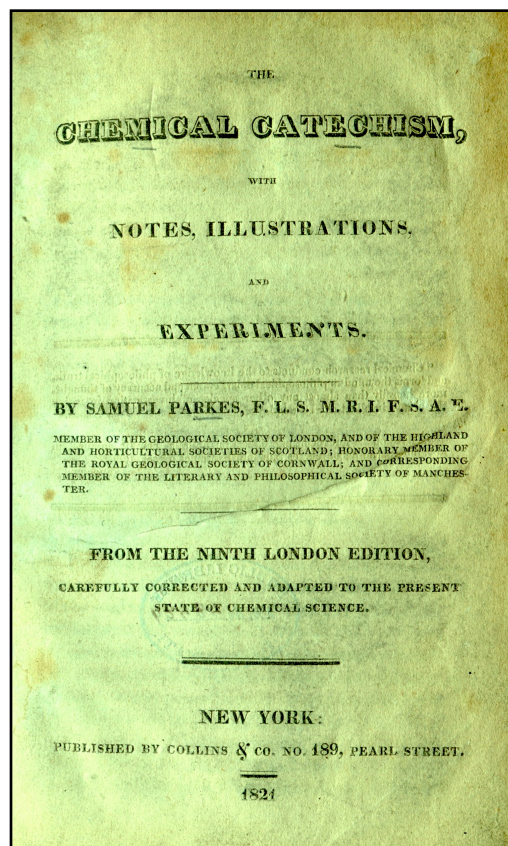 THE
CHEMICAL CATECHISM,
WITH
NOTES, ILLUSTRATIONS,
AND
EXPERIMENTS.
BY SAMUEL PARKES, F. L. S. M. R. I. F. S. A. E.
MEMBER OF THE GEOLOGICAL SOCIETY OF LONDON, AND OF THE HIGHLAND
AND HORTICULTURAL SOCIETIES OF SCOTLAND; HONORARY MEMBER OF
THE ROYAL GEOLOGICAL SOCIETY OF CORNWALL; AND CORRESPONDING
MEMBER OF THE LITERARY AND PHILOSOPHICAL SOCIETY OF MANCHES-
TER.
FROM THE NINTH LONDON EDITION,
CAREFULLY CORRECTED AND ADAPTED TO THE PRESENT
STATE OF CHEMICAL SCIENCE.
NEW YORK:
PUBLISHED BY COLLINS & CO. NO. 189, PEARL STREET.
1821